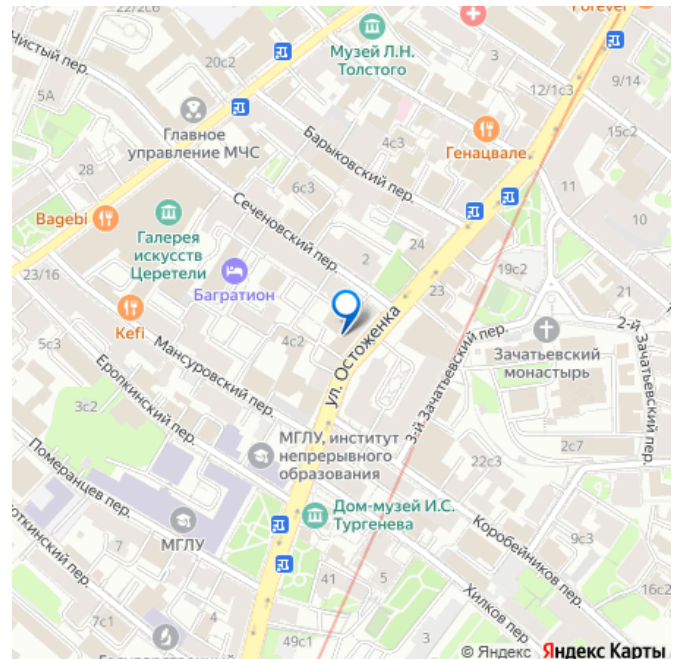 22/2с6
Forever
Музей Л.Н.
Толстого
Чистый пер.
20с2
3
12/1с3
9/14
5А
Главное
управление МЧС
Барыковский пер.
4с3
Генацвале
15с2
28
6с3
Сеченовский пер.
11
10
Bagebi
Галерея
искусств
Церетели
24
2
23/16
Багратион
19с2
21
23
Kefi
ул. Остоженка
3-й Зачатьевский пер.
Зачатьевский
монастырь
2-й Зачатьевский пер.
5с3
4с2
Мансуровский пер.
Еропкинский пер.
3с2
МГЛУ, институт
непрерывного
образования
2с7
22с3
Померанцев пер.
МГЛУ
Дом-музей И.С.
Тургенева
Коробейников пер.
9с3
7
41
5
Хилков пер.
16с2
49с1
3
© Яндекс Яндекс Карты